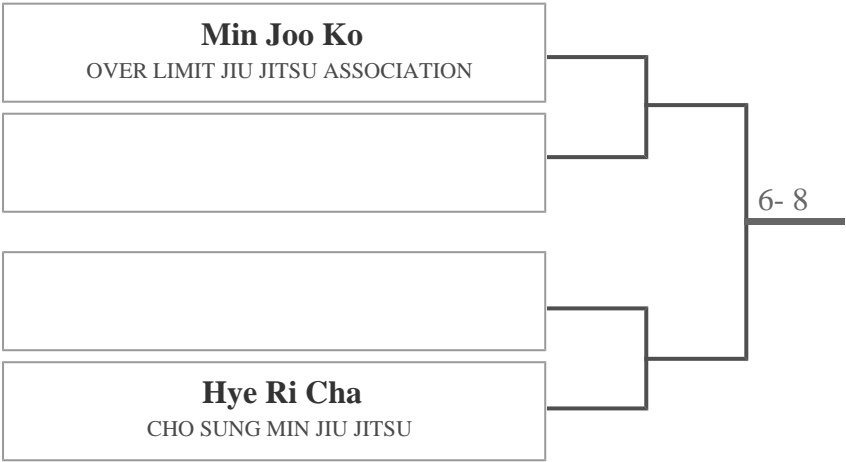 Min Joo Ko
OVER LIMIT JIU JITSU ASSOCIATION
6- 8
Hye Ri Cha
CHO SUNG MIN JIU JITSU